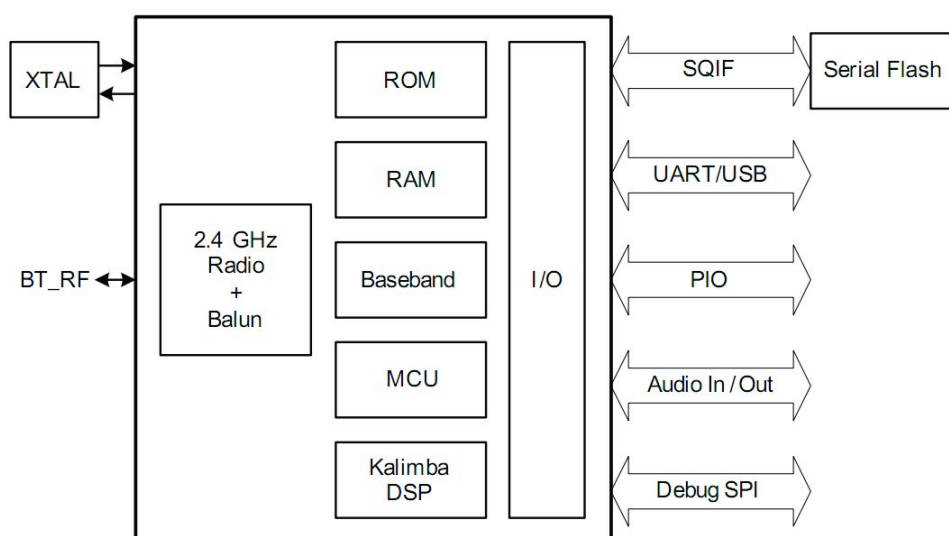 XTAL
BT_RF
2.4 GHz
Radio
+
Balun
ROM
RAM
Baseband
MCU
Kalimba
DSP
I/O
SQIF
UART/USB
PIO
Audio In/Out
Debug SPI
Serial Flash